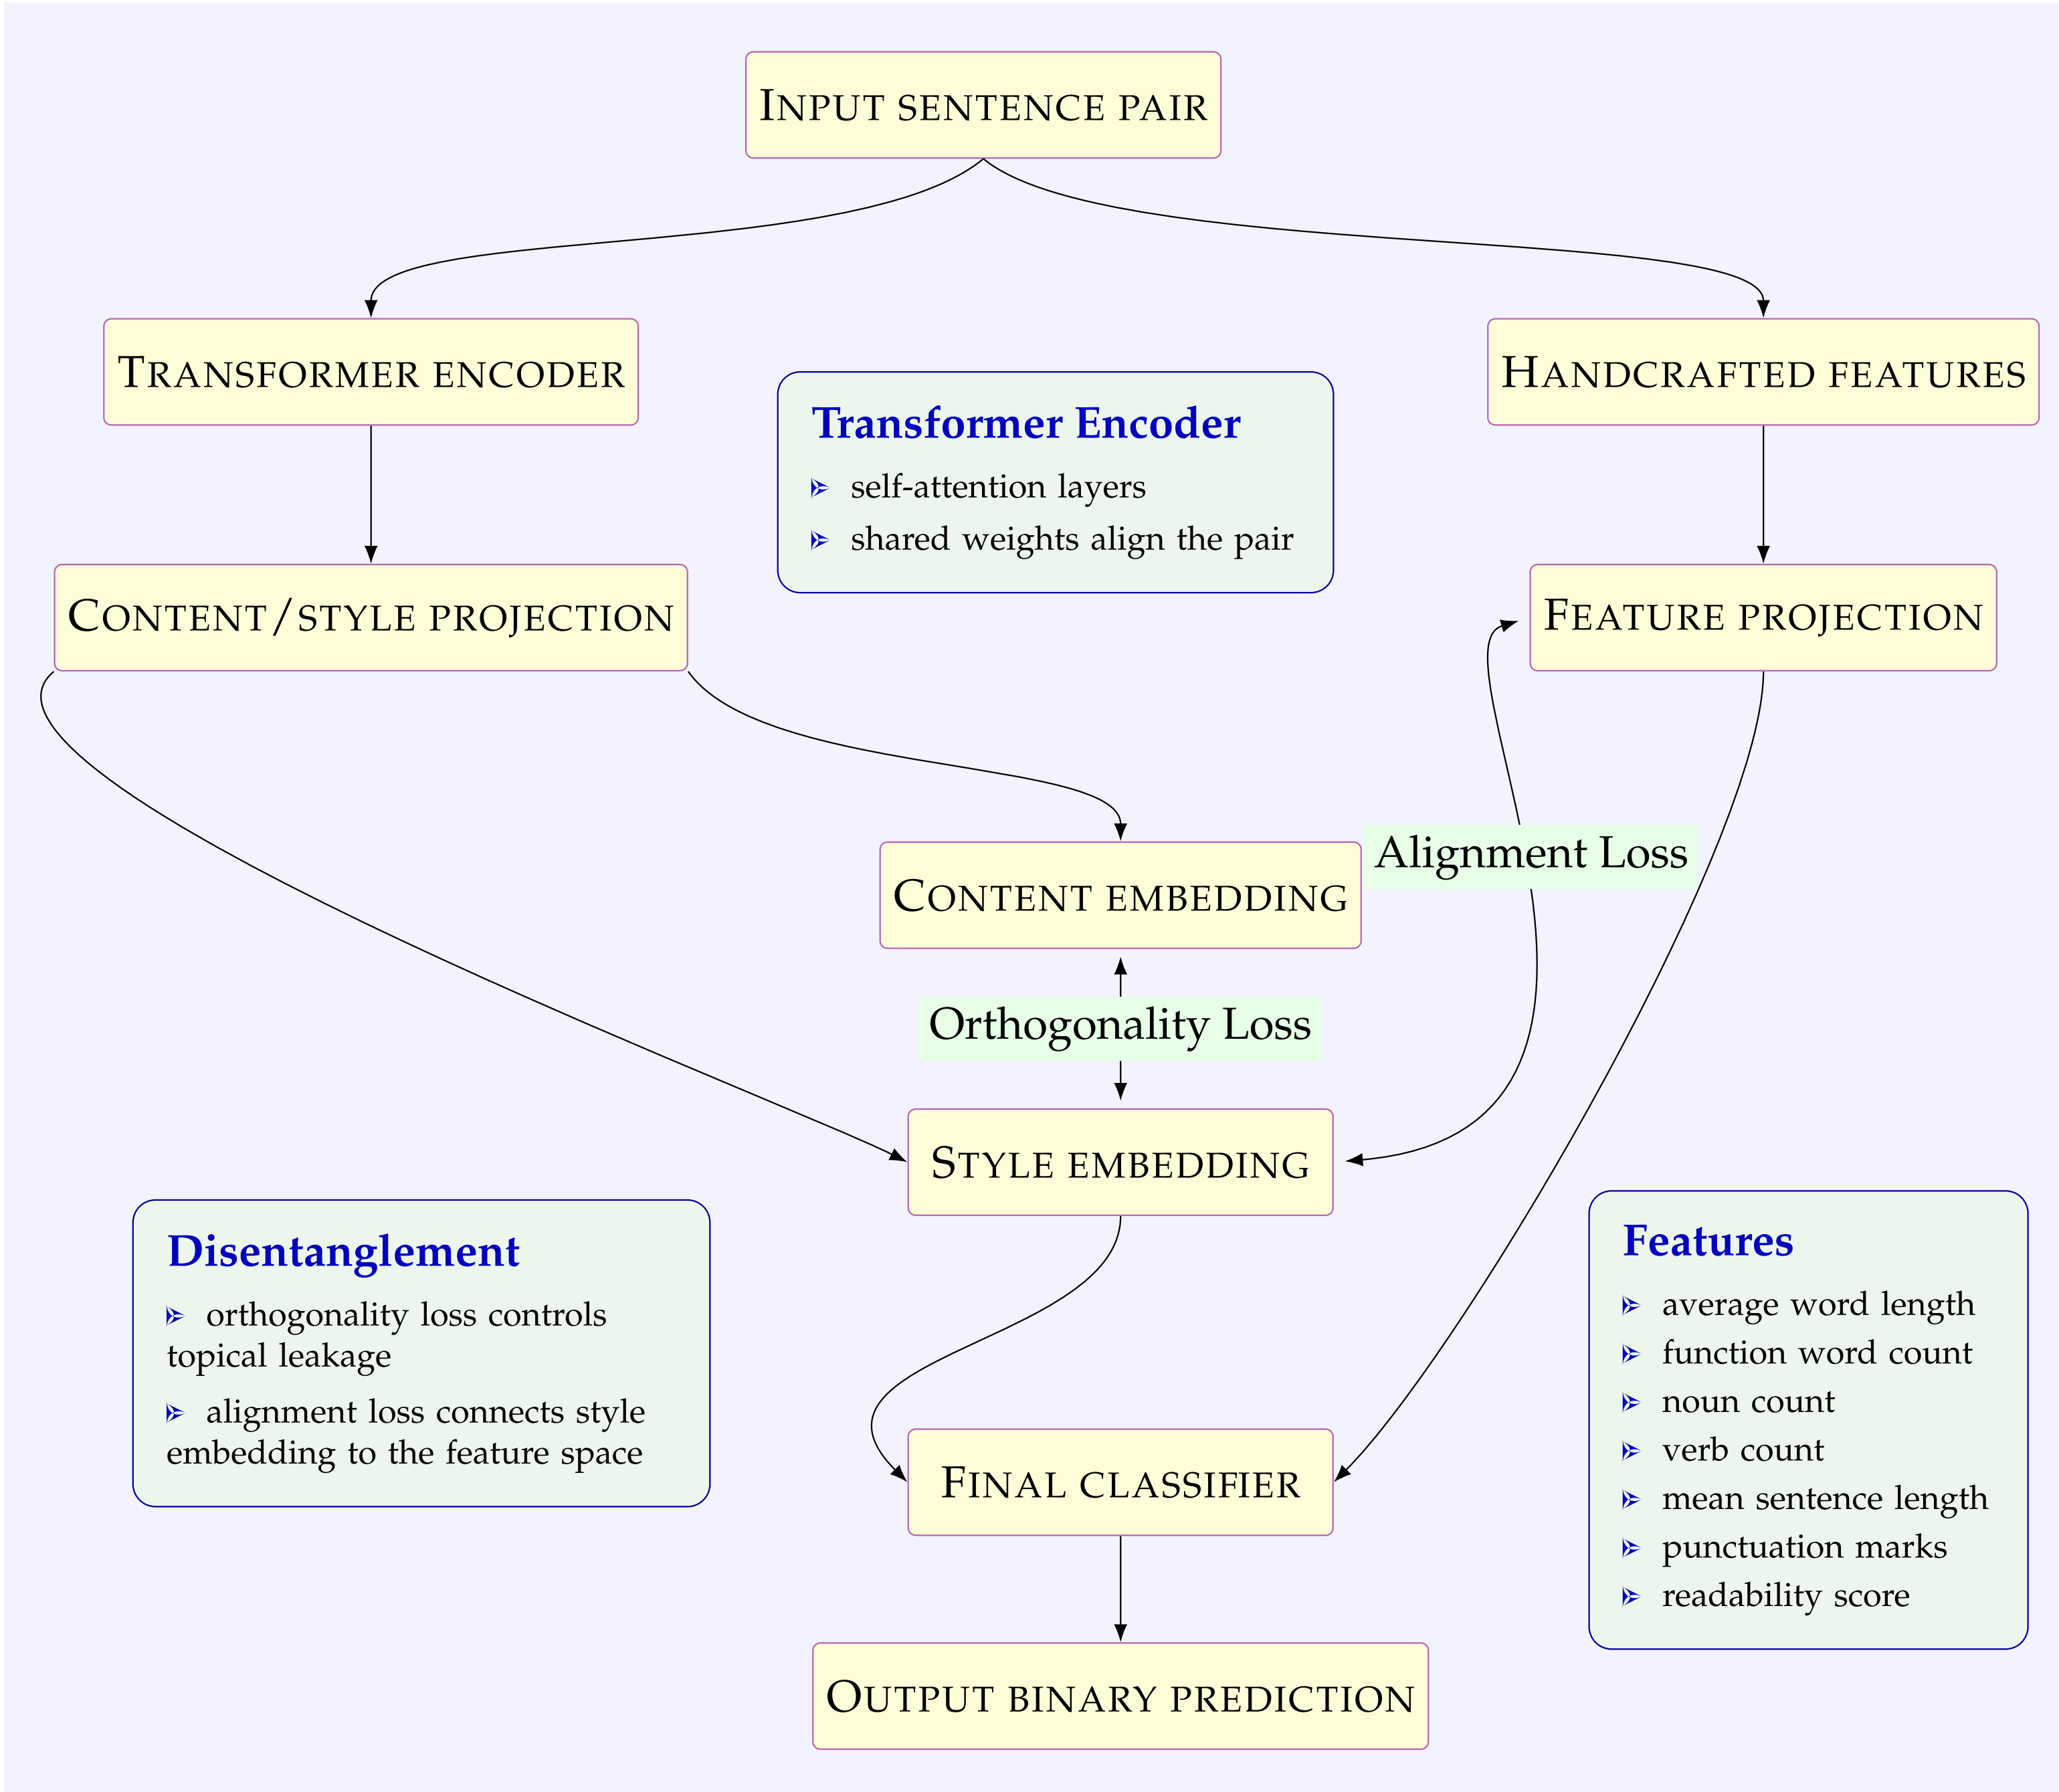 INPUT SENTENCE PAIR
TRANSFORMER ENCODER
HANDCRAFTED FEATURES
Transformer Encoder
self-attention layers
shared weights align the pair
CONTENT/STYLE PROJECTION
FEATURE PROJECTION
Alignment Loss
CONTENT EMBEDDING
Orthogonality Loss
STYLE EMBEDDING
Disentanglement
orthogonality loss controls
topical leakage
alignment loss connects style
embedding to the feature space
Features
average word length
function word count
noun count
verb count
mean sentence length
punctuation marks
readability score
FINAL CLASSIFIER
OUTPUT BINARY PREDICTION